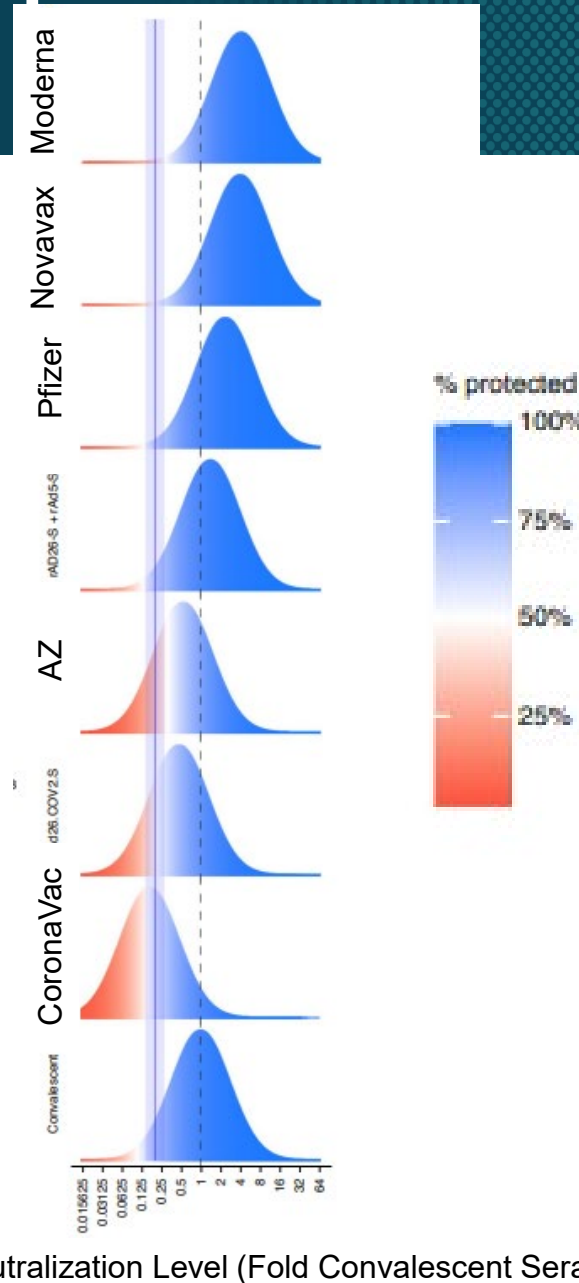 Moderna
Novavax
Pfizer
rAD26-S + rAd5-S
AZ
d26.COV2.S
CoronaVac
Convalescent
% protected
100%
75%
50%
25%
0.015625
0.03125
0.0625
0.125
0.25
0.5
1
2
4
8
16
32
64
utralization Level (Fold Convalescent Sera